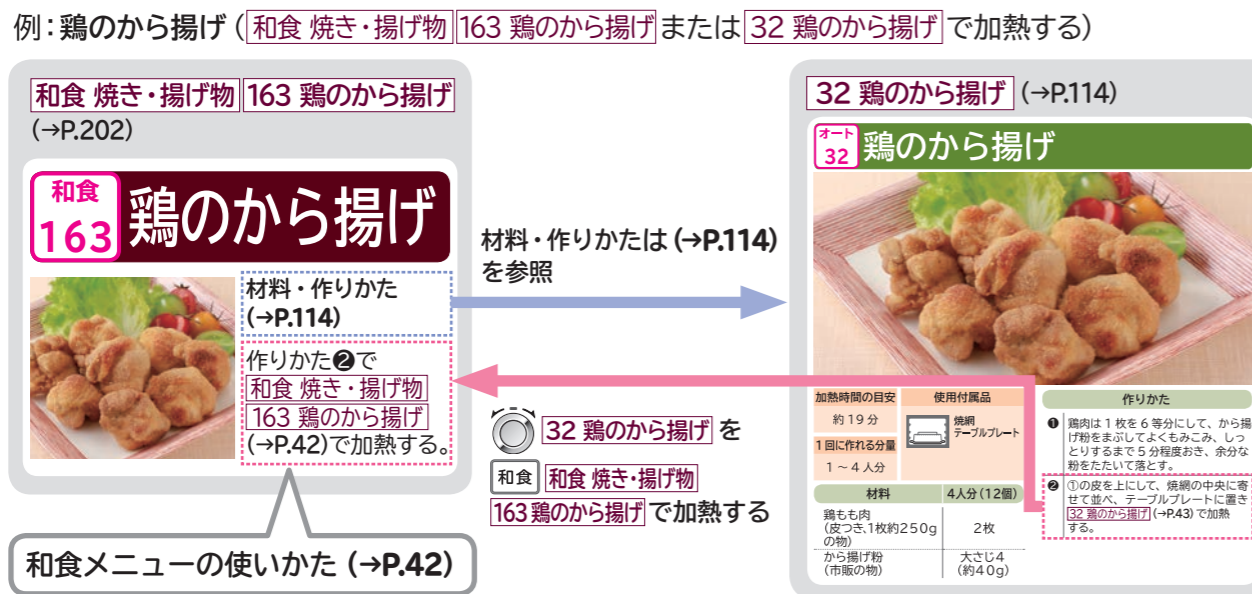 例：鶏のから揚げ（和食 焼き・揚げ物 163 鶏のから揚げ または 32 鶏のから揚げ で加熱する）
和食 焼き・揚げ物 163 鶏のから揚げ
（→P.202）
和食
163
鶏のから揚げ
材料・作りかた
（→P.114）
作りかた❷で
和食 焼き・揚げ物
163 鶏のから揚げ
（→P.42）で加熱する。
和食メニューの使いかた（→P.42）
材料・作りかたは（→P.114）
を参照
32 鶏のから揚げ を
和食 和食 焼き・揚げ物
163 鶏のから揚げ で加熱する
32 鶏のから揚げ（→P.114）
オート
32
鶏のから揚げ
加熱時間の目安
約19分
1回に作れる分量
1～4人分
使用付属品
焼網
テーブルプレート
材料 4人分（12個）
鶏もも肉
（皮つき、1枚約250g
の物）
2枚
から揚げ粉
（市販の物）
大さじ4
（約40g）
作りかた
❶ 鶏肉は1枚を6等分にして、から揚
げ粉をまぶしてよくもみこみ、しっ
とりするまで5分程度おき、余分な
粉をたたいて落とす。
❷ ①の皮を上にして、焼網の中央に寄
せて並べ、テーブルプレートに置き
32 鶏のから揚げ（→P.43）で加熱
する。